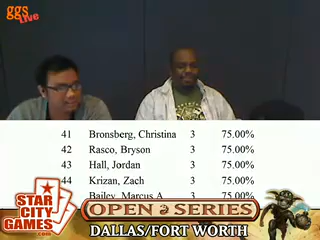 ggs
Live
41 Bronsberg, Christina 3 75.00%
42 Rasco, Bryson 3 75.00%
43 Hall, Jordan 3 75.00%
44 Krizan, Zach 3 75.00%
Bailey, Marcus A 3 75.00%
STAR
CITY
GAMES
.com
OPEN SERIES
DALLAS/FORT WORTH